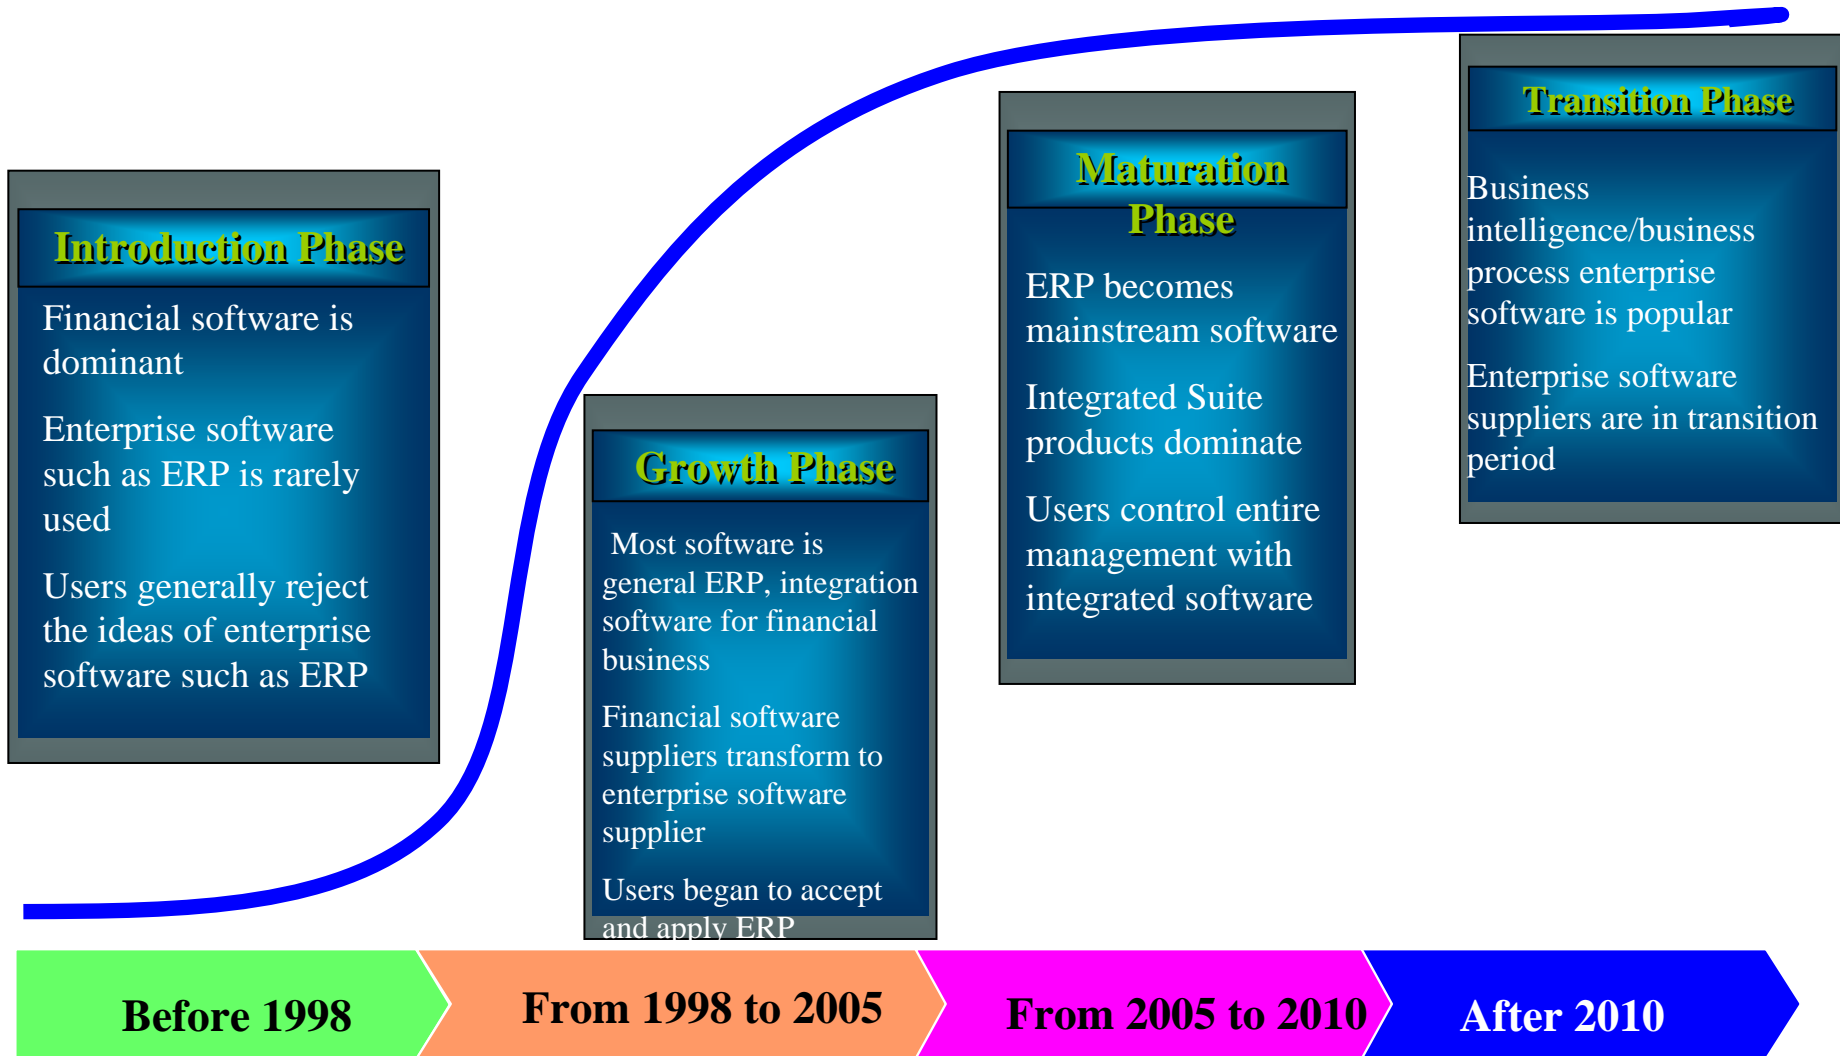 Introduction Phase
Financial software is
dominant
Enterprise software
such as ERP is rarely
used
Users generally reject
the ideas of enterprise
software such as ERP
Growth Phase
Most software is
general ERP, integration
software for financial
business
Financial software
suppliers transform to
enterprise software
supplier
Users began to accept
and apply ERP
Maturation
Phase
ERP becomes
mainstream software
Integrated Suite
products dominate
Users control entire
management with
integrated software
Transition Phase
Business
intelligence/business
process enterprise
software is popular
Enterprise software
suppliers are in transition
period
Before 1998
From 1998 to 2005
From 2005 to 2010
After 2010